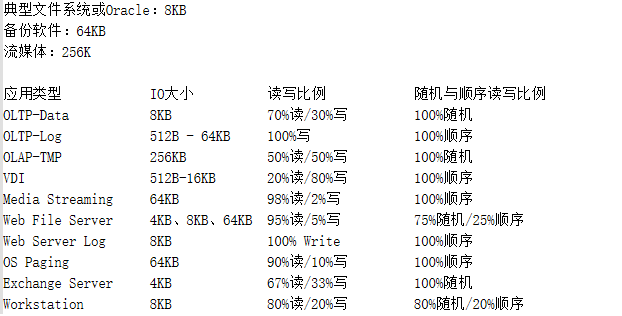 典型文件系统或Oracle：8KB
备份软件：64KB
流媒体：256K
应用类型 IO大小 读写比例 随机与顺序读写比例
OLTP-Data 8KB 70%读/30%写 100%随机
OLTP-Log 512B - 64KB 100%写 100%顺序
OLAP-TMP 256KB 50%读/50%写 100%随机
VDI 512B-16KB 20%读/80%写 100%顺序
Media Streaming 64KB 98%读/2%写 100%顺序
Web File Server 4KB、8KB、64KB 95%读/5%写 75%随机/25%顺序
Web Server Log 8KB 100% Write 100%顺序
OS Paging 64KB 90%读/10%写 100%顺序
Exchange Server 4KB 67%读/33%写 100%随机
Workstation 8KB 80%读/20%写 80%随机/20%顺序